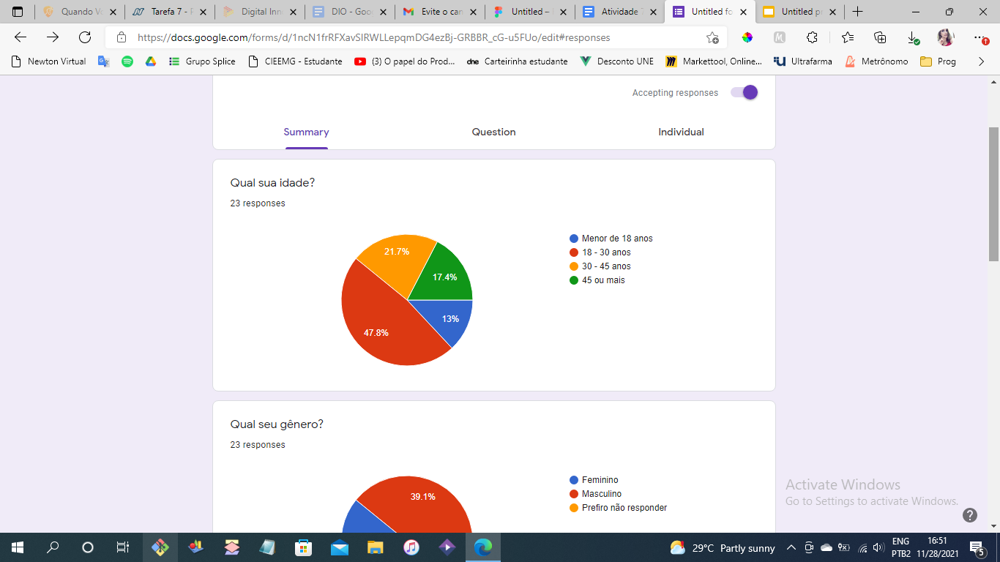 Quando V
Tarefa 7 - F
Digital Inn
DIO - Goo
Evite o can
Untitled –
Atividade
Untitled fo
Untitled pr
https://docs.google.com/forms/d/1ncN1frRFXavSIRWLLepqmDG4ezBj-GRBBR_cG-u5FUo/edit#responses
Newton Virtual
Grupo Splice
CIEEMG - Estudante
(3) O papel do Prod...
dne Carteirinha estudante
Desconto UNE
Markettool, Online...
Ultrafarma
Metrônomo
Prog
Accepting responses
Summary
Question
Individual
Qual sua idade?
23 responses
21.7%
17.4%
13%
47.8%
Menor de 18 anos
18 - 30 anos
30 - 45 anos
45 ou mais
Qual seu gênero?
23 responses
39.1%
Feminino
Masculino
Prefiro não responder
Activate Windows
Go to Settings to activate Windows.
29°C Partly sunny
ENG
PTB2
16:51
11/28/2021
5